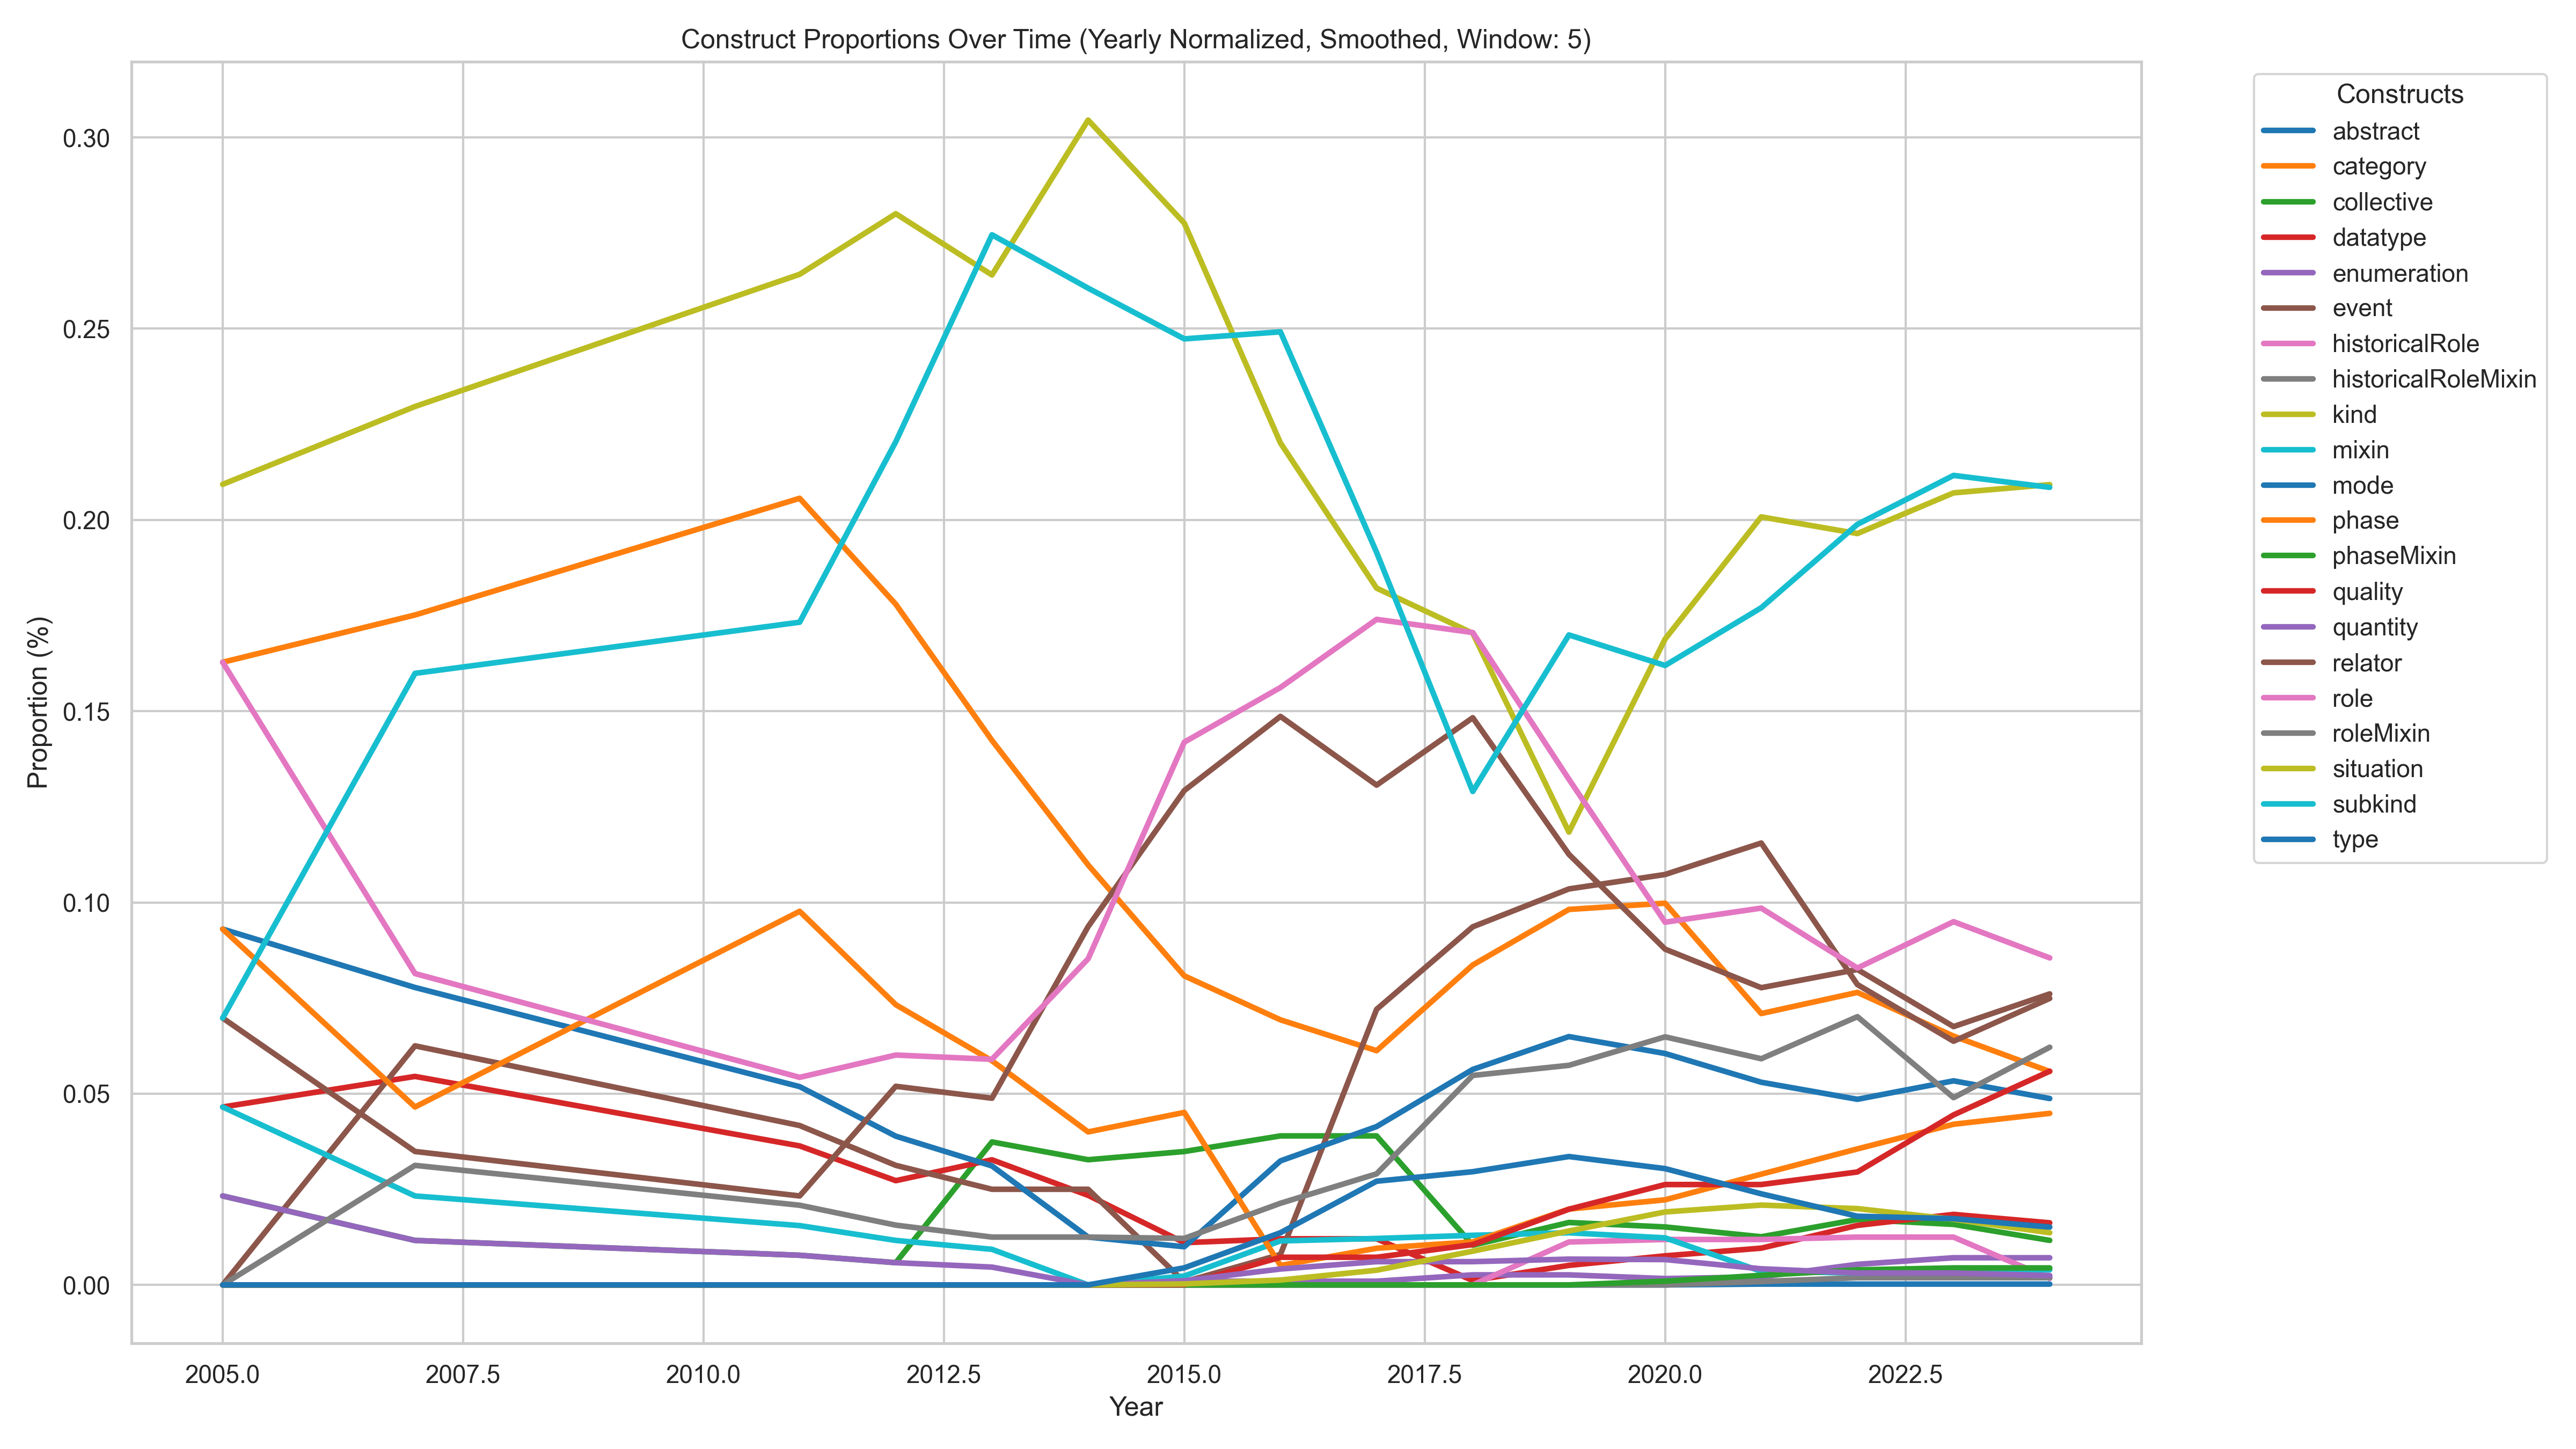 Construct Proportions Over Time (Yearly Normalized, Smoothed, Window: 5)
Proportion (%)
0.30
0.25
0.20
0.15
0.10
0.05
0.00
2005.0
2007.5
2010.0
2012.5
2015.0
2017.5
2020.0
2022.5
Year
Constructs
abstract
category
collective
datatype
enumeration
event
historicalRole
historicalRoleMixin
kind
mixin
mode
phase
phaseMixin
quality
quantity
relator
role
roleMixin
situation
subkind
type